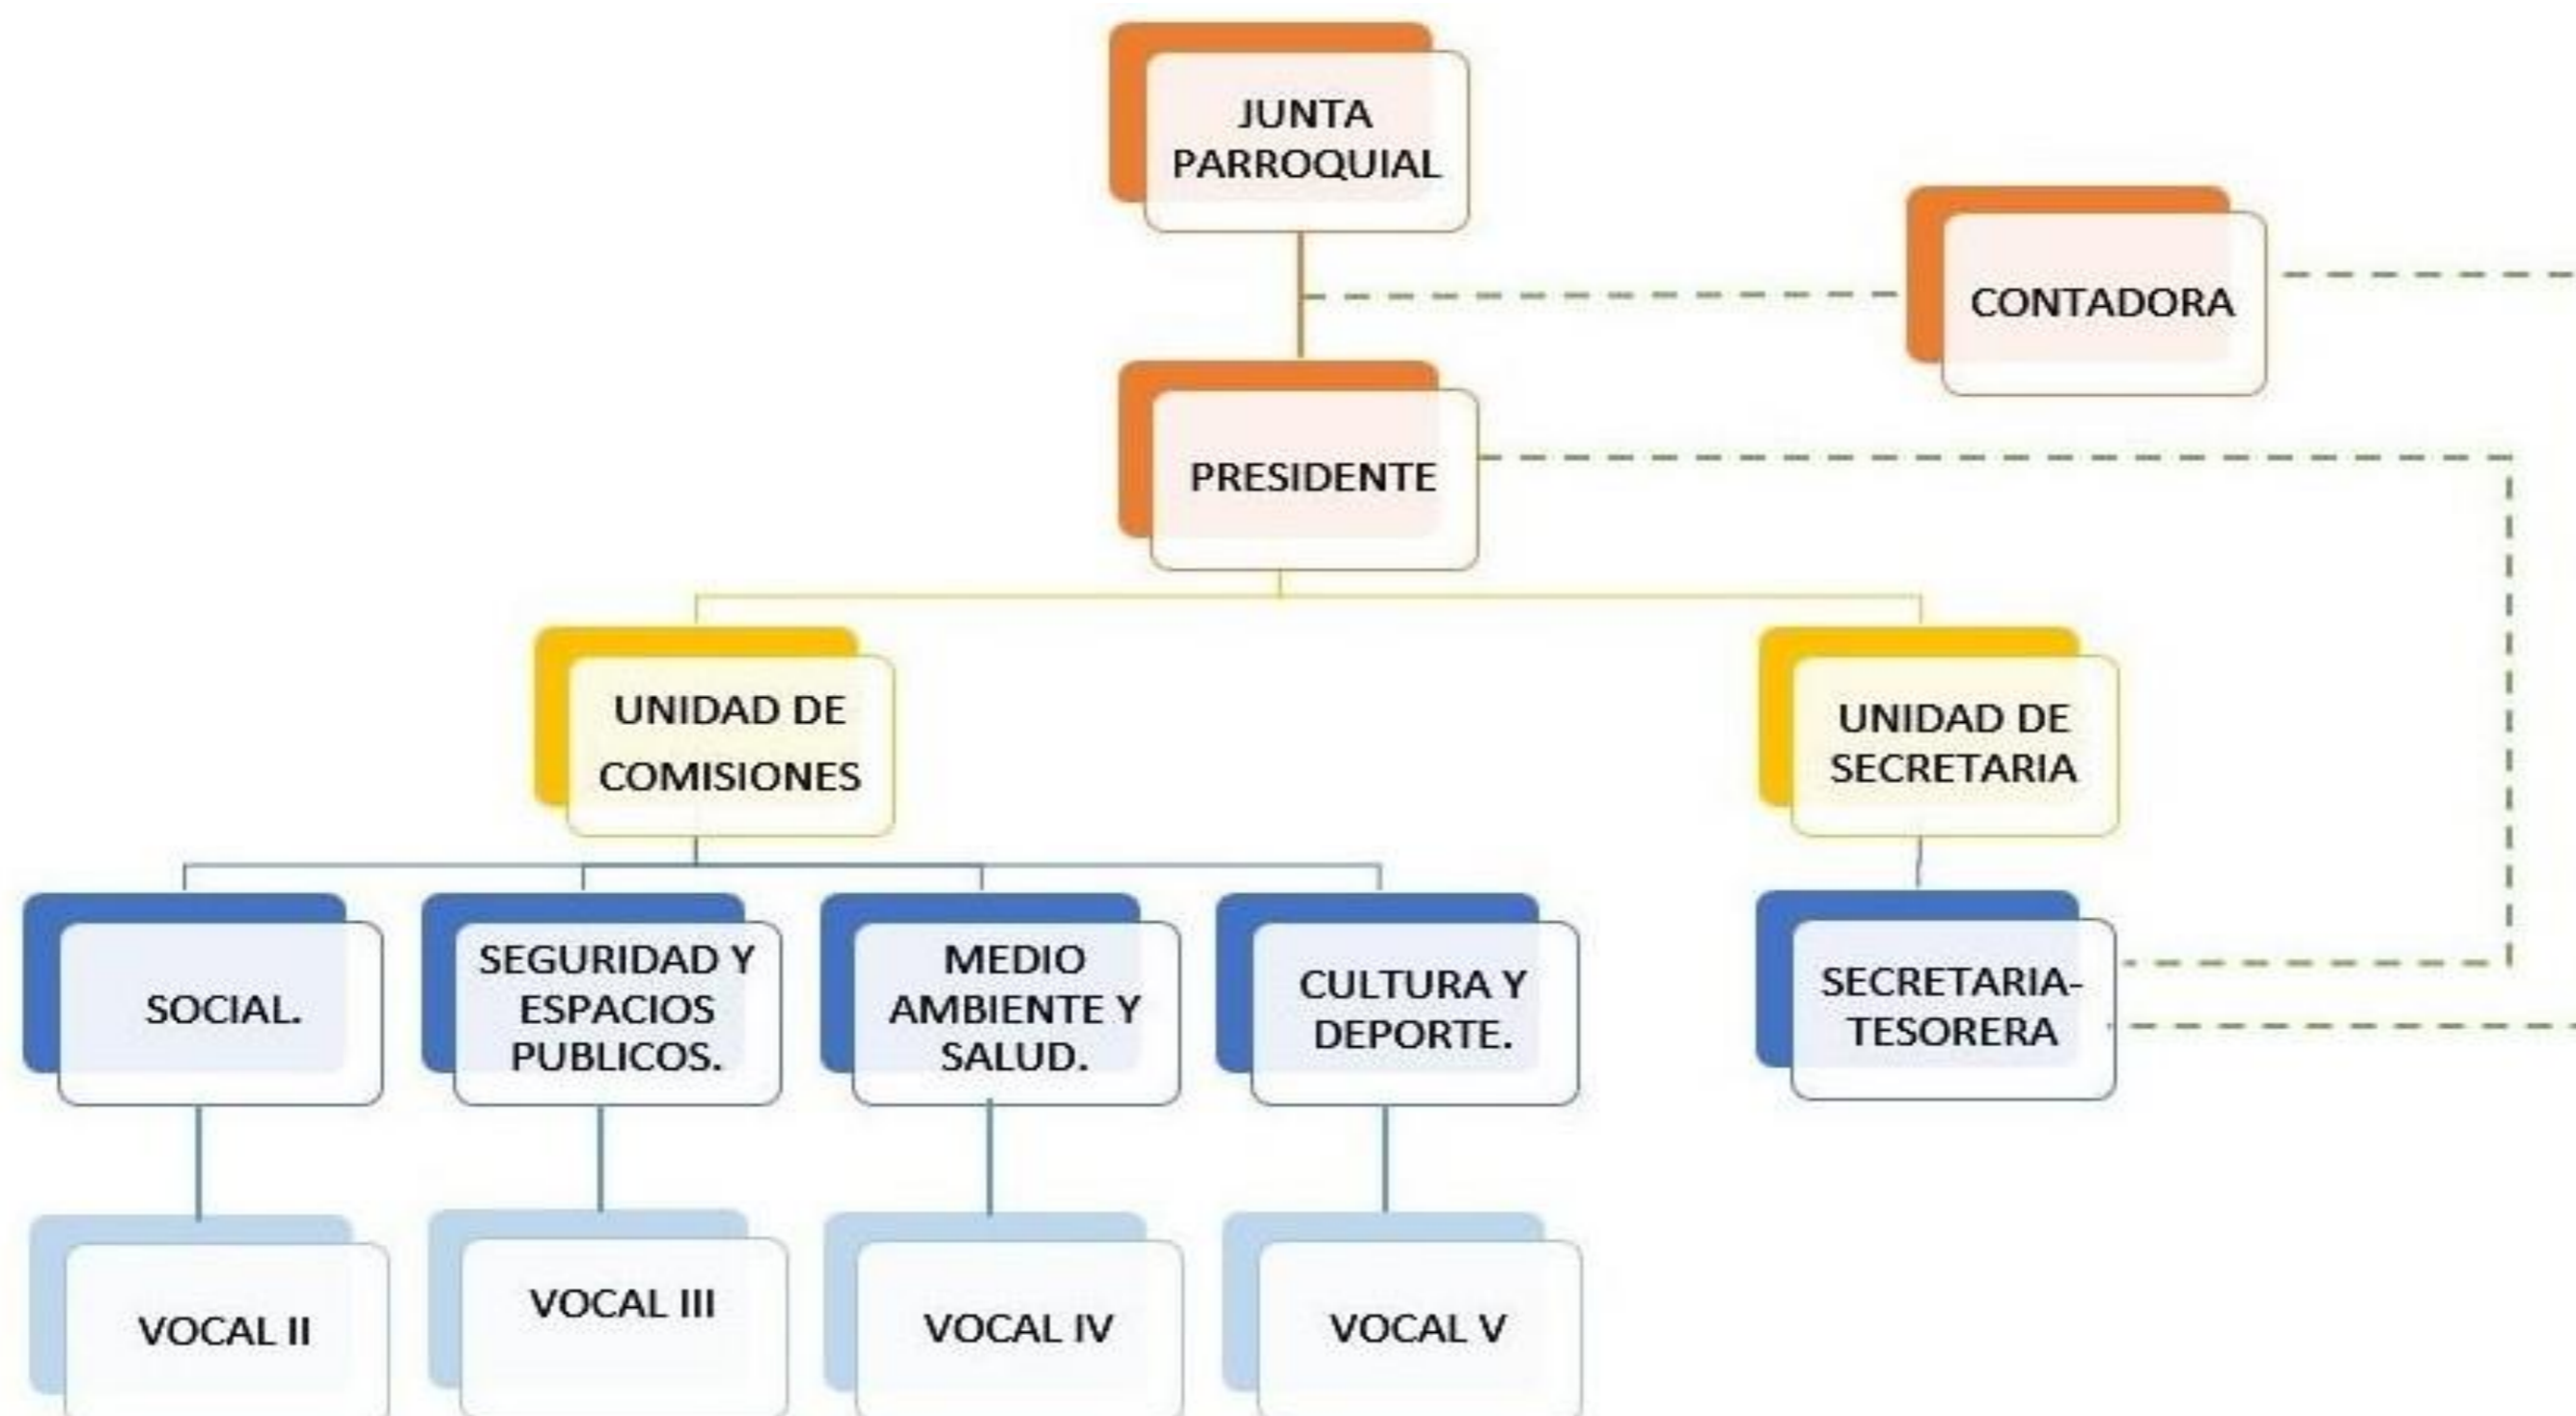 JUNTA
PARROQUIAL
CONTADORA
PRESIDENTE
UNIDAD DE
COMISIONES
UNIDAD DE
SECRETARIA
SOCIAL.
SEGURIDAD Y
ESPACIOS
PUBLICOS.
MEDIO
AMBIENTE Y
SALUD.
CULTURA Y
DEPORTE.
SECRETARIA-
TESORERA
VOCAL II
VOCAL III
VOCAL IV
VOCAL V